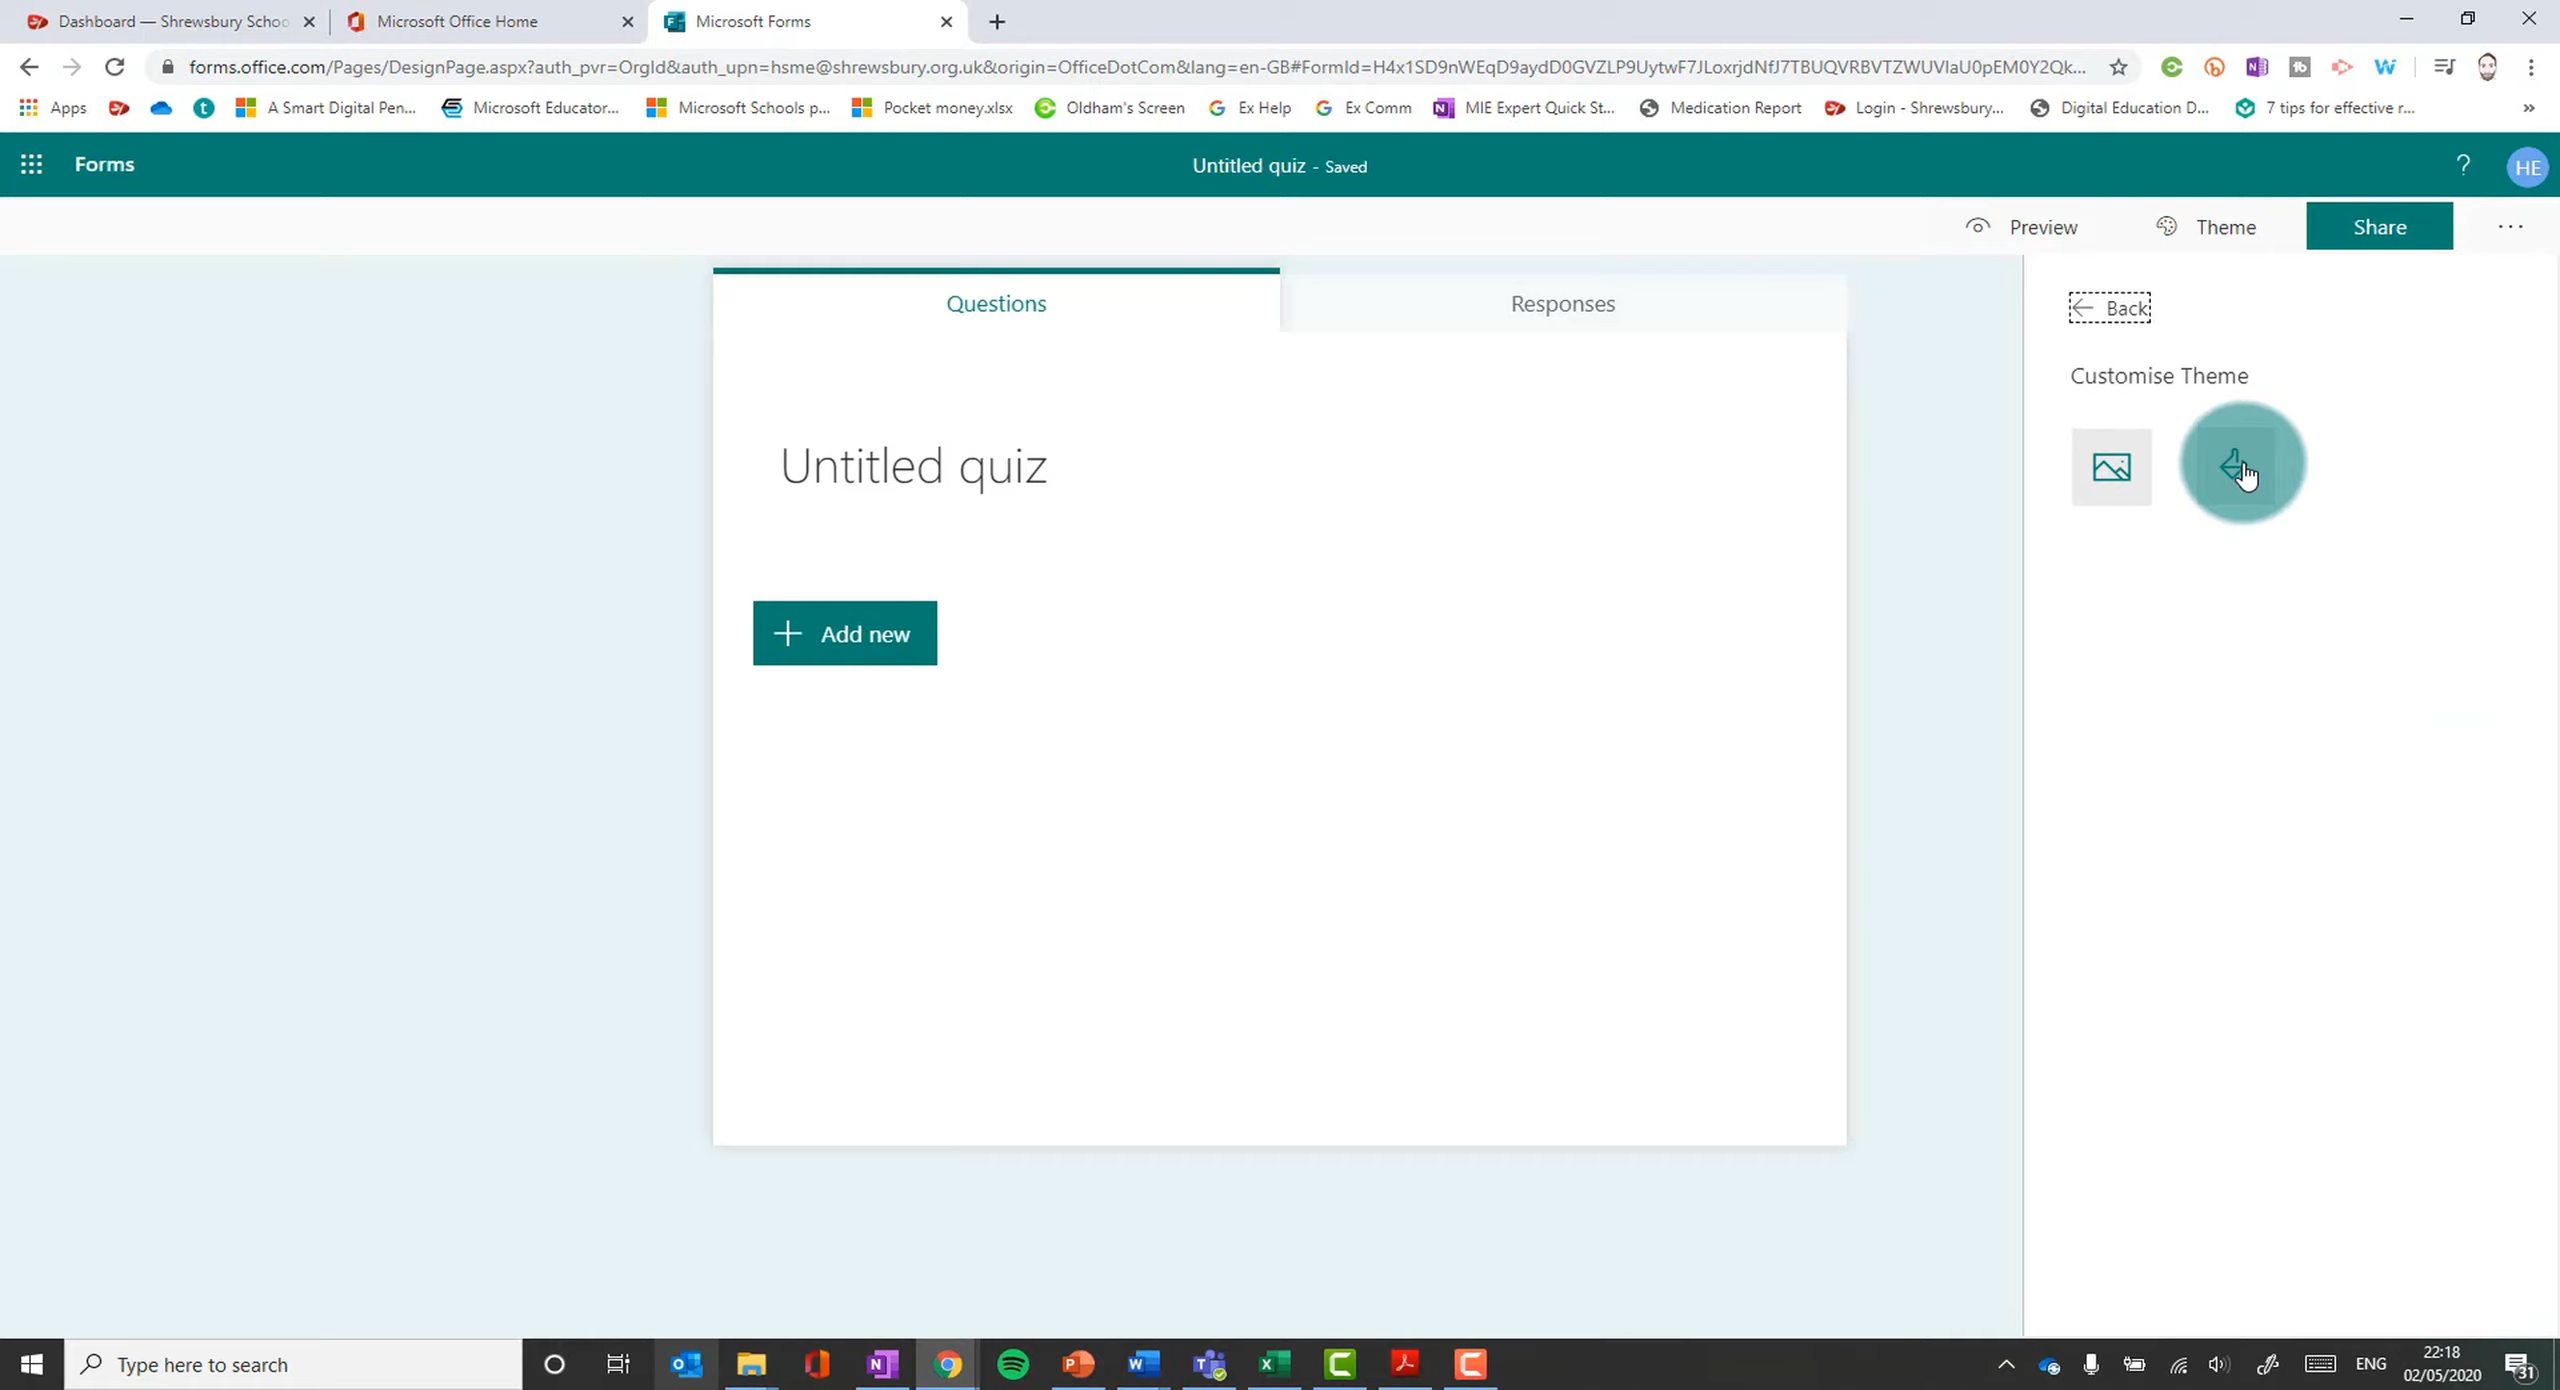 Dashboard — Shrewsbury Schoo
Microsoft Office Home
Microsoft Forms
forms.office.com/Pages/DesignPage.aspx?auth_pvr=OrgId&auth_upn=hsme@shrewsbury.org.uk&origin=OfficeDotCom&lang=en-GB#FormId=H4x1SD9nWEqD9aydD0GVZLP9UytwF7JLoxrjdNfJ7TBUQVRBVTZWUVlaU0pEM0Y2Qk...
Apps
A Smart Digital Pen...
Microsoft Educator...
Microsoft Schools p...
Pocket money.xlsx
Oldham's Screen
Ex Help
Ex Comm
MIE Expert Quick St...
Medication Report
Login - Shrewsbury...
Digital Education D...
7 tips for effective r...
Forms
Untitled quiz - Saved
HE
Preview
Theme
Share
Questions
Responses
Back
Customise Theme
Untitled quiz
Add new
Type here to search
ENG
22:18
02/05/2020
31